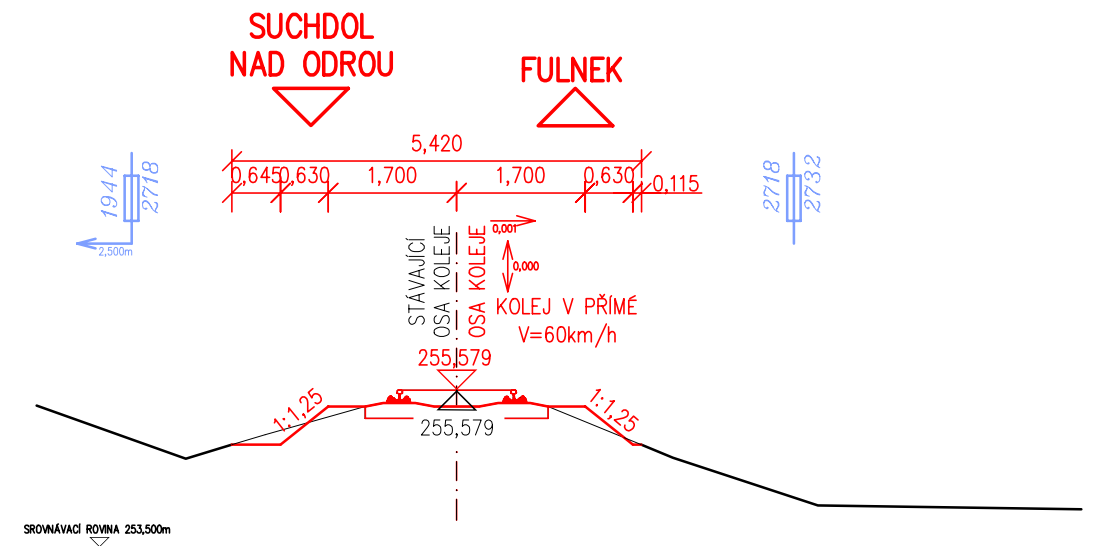 SUCHDOL
NAD ODROU
FULNEK
5,420
0,645
0,630
1,700
1,700
0,630
0,115
1944
2718
2,500m
2718
2732
STÁVAJÍCÍ
OSA KOLEJE
OSA KOLEJE
0,001
0,000
KOLEJ V PŘÍMÉ
V=60km/h
255,579
1:1,25
1:1,25
255,579
SROVNÁVACÍ ROVINA 253,500m